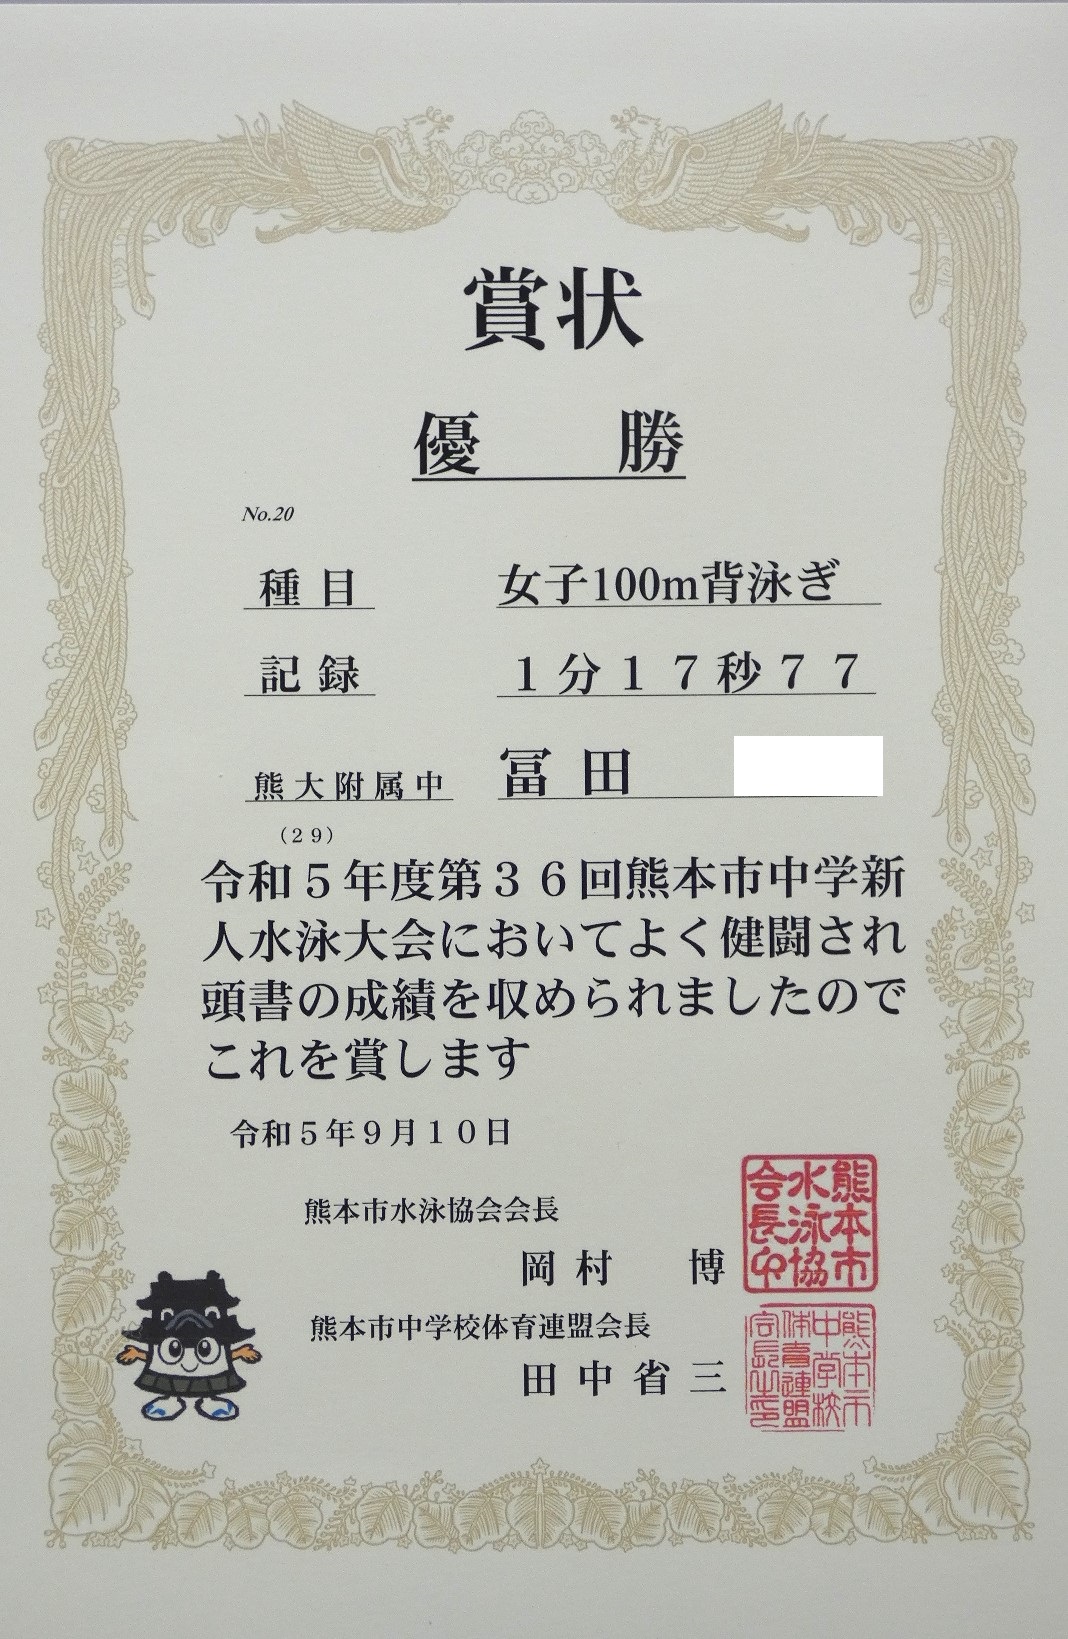 賞状
優　　勝
No.20
種目　女子100m背泳ぎ
記録　１分１７秒７７
熊大附属中　冨田
（29）
令和５年度第３６回熊本市中学新
人水泳大会においてよく健闘され
頭書の成績を収められましたので
これを賞します
令和５年９月１０日
熊本市水泳協会会長
岡村　博
熊本市中学校体育連盟会長
田中省三
熊本市
水泳協
会長印
熊本市
中学校
体育連盟
会長之印